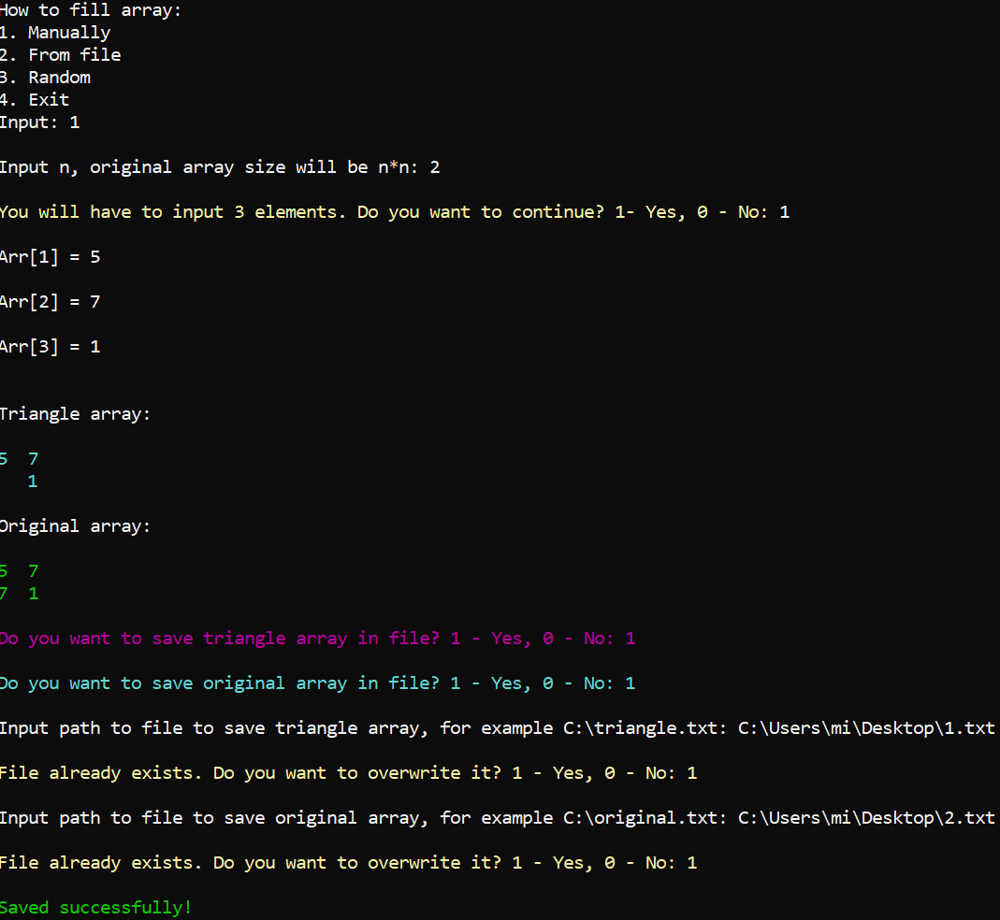 How to fill array:
1. Manually
2. From file
3. Random
4. Exit
Input: 1
Input n, original array size will be n*n: 2
You will have to input 3 elements. Do you want to continue? 1- Yes, 0 - No: 1
Arr[1] = 5
Arr[2] = 7
Arr[3] = 1
Triangle array:
5  7
   1
Original array:
5  7
7  1
Do you want to save triangle array in file? 1 - Yes, 0 - No: 1
Do you want to save original array in file? 1 - Yes, 0 - No: 1
Input path to file to save triangle array, for example C:\triangle.txt: C:\Users\mi\Desktop\1.txt
File already exists. Do you want to overwrite it? 1 - Yes, 0 - No: 1
Input path to file to save original array, for example C:\original.txt: C:\Users\mi\Desktop\2.txt
File already exists. Do you want to overwrite it? 1 - Yes, 0 - No: 1
Saved successfully!